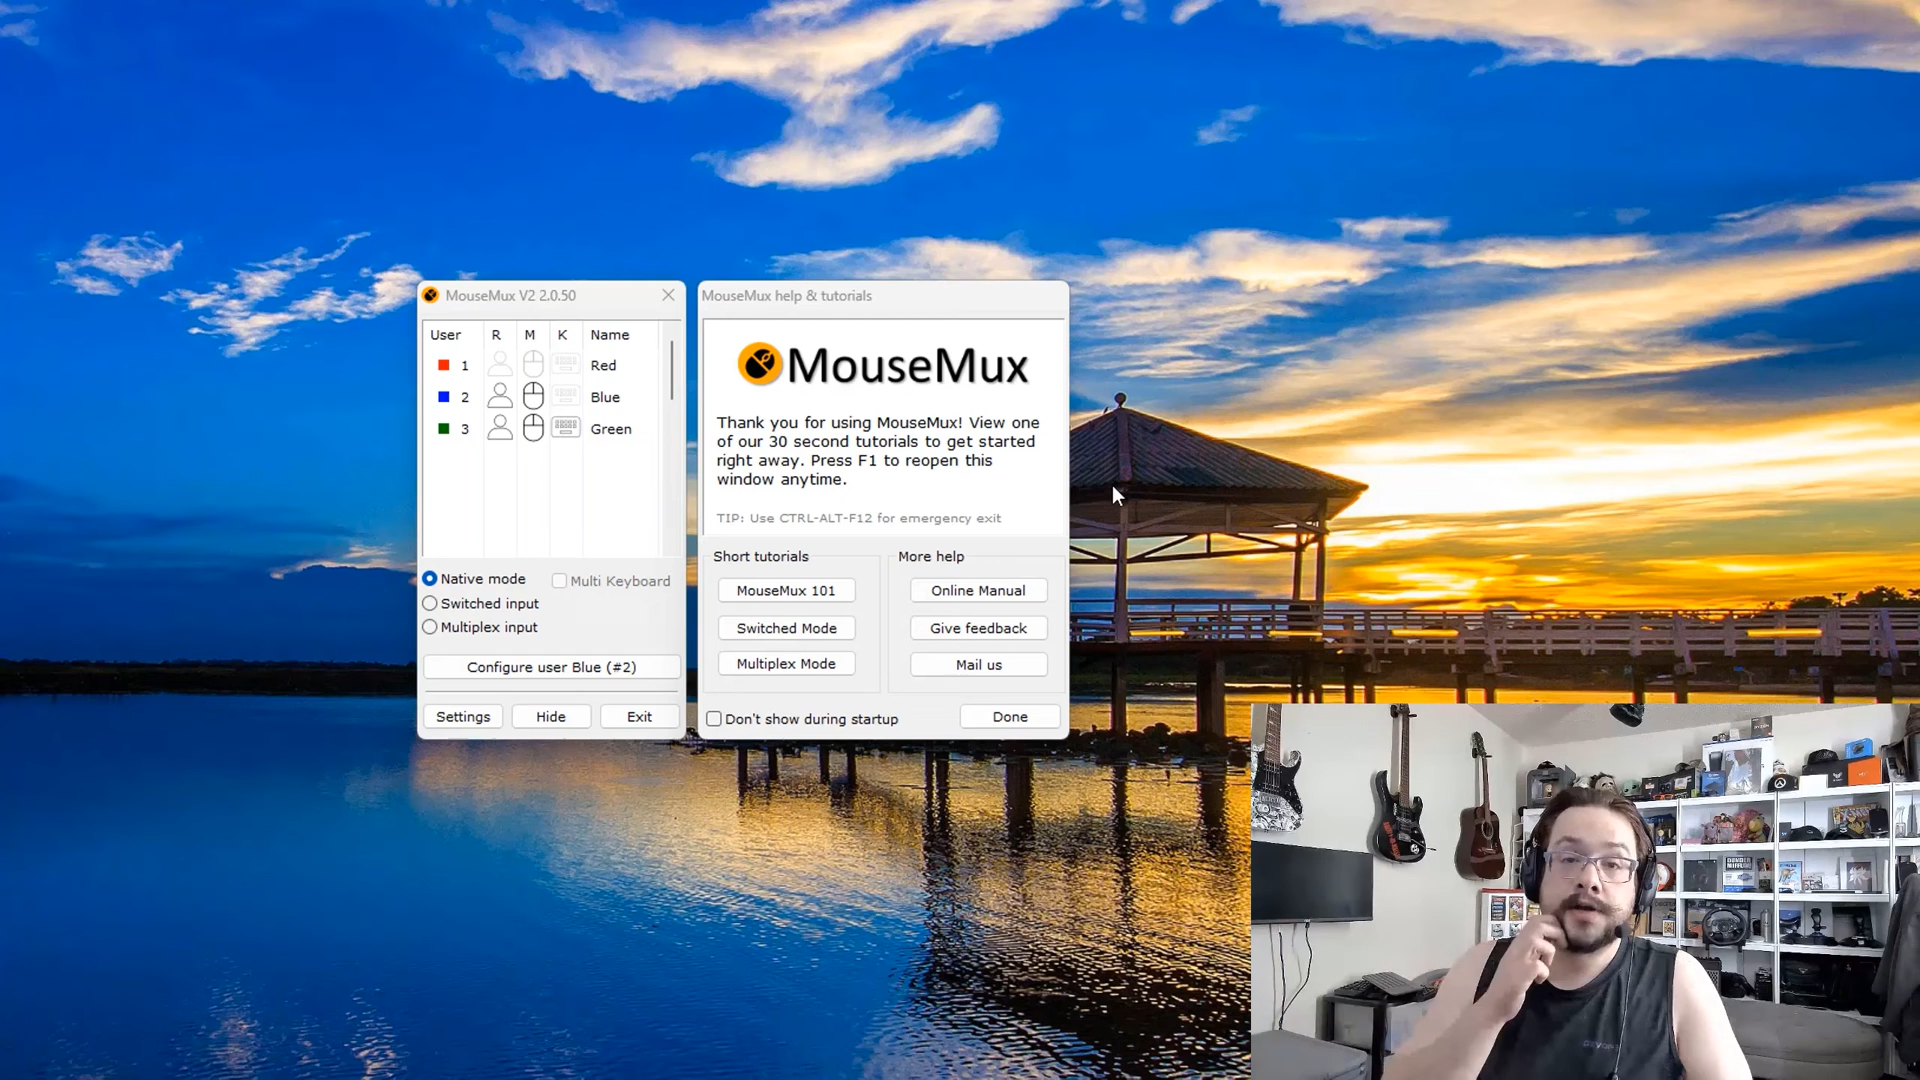 MouseMux V2 2.0.50
User R M K Name
1 Red
2 Blue
3 Green
Native mode
Multi Keyboard
Switched input
Multiplex input
Configure user Blue (#2)
Settings
Hide
Exit
MouseMux help & tutorials
MouseMux
Thank you for using MouseMux! View one
of our 30 second tutorials to get started
right away. Press F1 to reopen this
window anytime.
TIP: Use CTRL-ALT-F12 for emergency exit
Short tutorials
MouseMux 101
Switched Mode
Multiplex Mode
More help
Online Manual
Give feedback
Mail us
Don't show during startup
Done